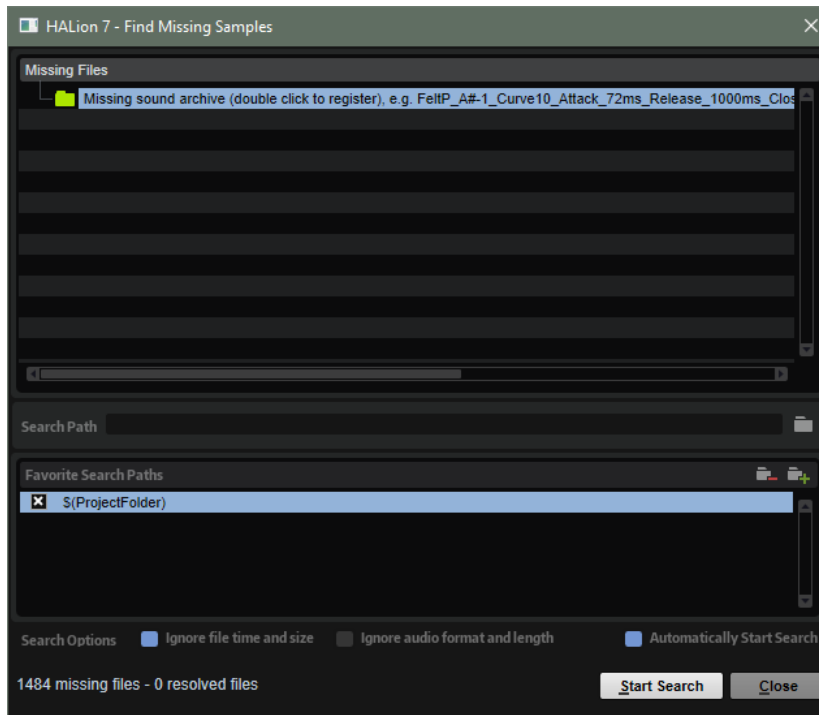 HALion 7 - Find Missing Samples
Missing Files
Missing sound archive (double click to register), e.g. FeltP_A#-1_Curve10_Attack_72ms_Release_1000ms_Clos
Search Path
Favorite Search Paths
$(ProjectFolder)
Search Options Ignore file time and size Ignore audio format and length Automatically Start Search
1484 missing files - 0 resolved files Start Search Close